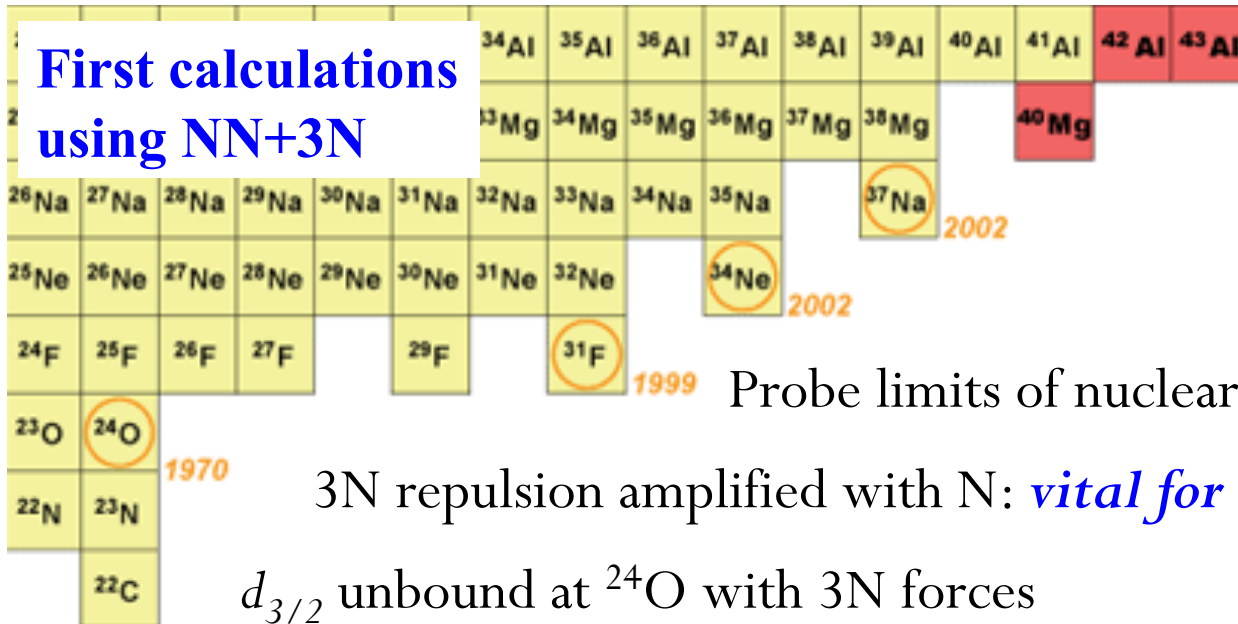 First calculations
using NN+3N
³⁴Al ³⁵Al ³⁶Al ³⁷Al ³⁸Al ³⁹Al ⁴⁰Al ⁴¹Al ⁴²Al ⁴³Al
³³Mg ³⁴Mg ³⁵Mg ³⁶Mg ³⁷Mg ³⁸Mg ⁴⁰Mg
²⁶Na ²⁷Na ²⁸Na ²⁹Na ³⁰Na ³¹Na ³²Na ³³Na ³⁴Na ³⁵Na ³⁷Na 2002
²⁵Ne ²⁶Ne ²⁷Ne ²⁸Ne ²⁹Ne ³⁰Ne ³¹Ne ³²Ne ³⁴Ne 2002
²⁴F ²⁵F ²⁶F ²⁷F ²⁹F ³¹F 1999
Probe limits of nuclear
²³O ²⁴O 1970
²²N ²³N
3N repulsion amplified with N: vital for
²²C
d₃/₂ unbound at ²⁴O with 3N forces